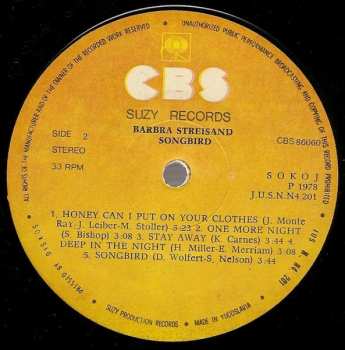 ALL RIGHTS OF THE MANUFACTURER AND OF THE OWNER OF THE RECORDED WORK RESERVED
UNAUTHORIZED PUBLIC PERFORMANCE BROADCASTING AND COPYING OF THIS RECORD PROHIBITED
CBS
SUZY RECORDS
BARBRA STREISAND
SONGBIRD
SIDE 2
STEREO
33 RPM
CBS 86060
S O K O J
P 1978
J.U.S.N.N4 201
1. HONEY CAN I PUT ON YOUR CLOTHES (J. Monte
Rax-J. Leiber-M. Stoller) 5:23 2. ONE MORE NIGHT
(S. Bishop) 3:08 3. STAY AWAY (K. Carnes) 3:44 4.
DEEP IN THE NIGHT (H. Miller-E. Merriam) 3:08
5. SONGBIRD (D. Wolfert-S, Nelson) 3:44
SUZY PRODUCTION RECORDS - MADE IN YUGOSLAVIA